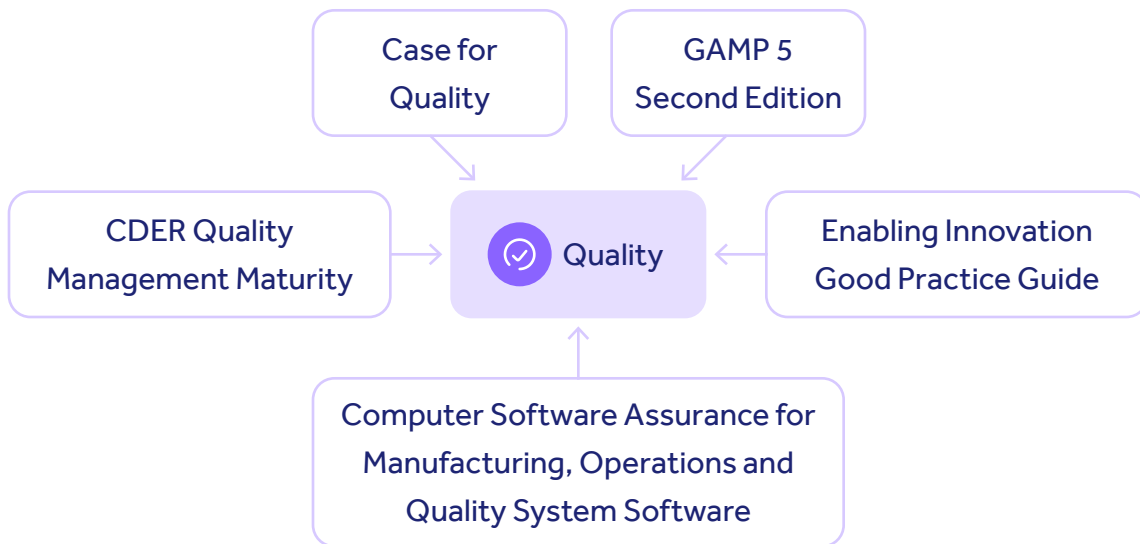 Case for
Quality
GAMP 5
Second Edition
CDER Quality
Management Maturity
Quality
Enabling Innovation
Good Practice Guide
Computer Software Assurance for
Manufacturing, Operations and
Quality System Software